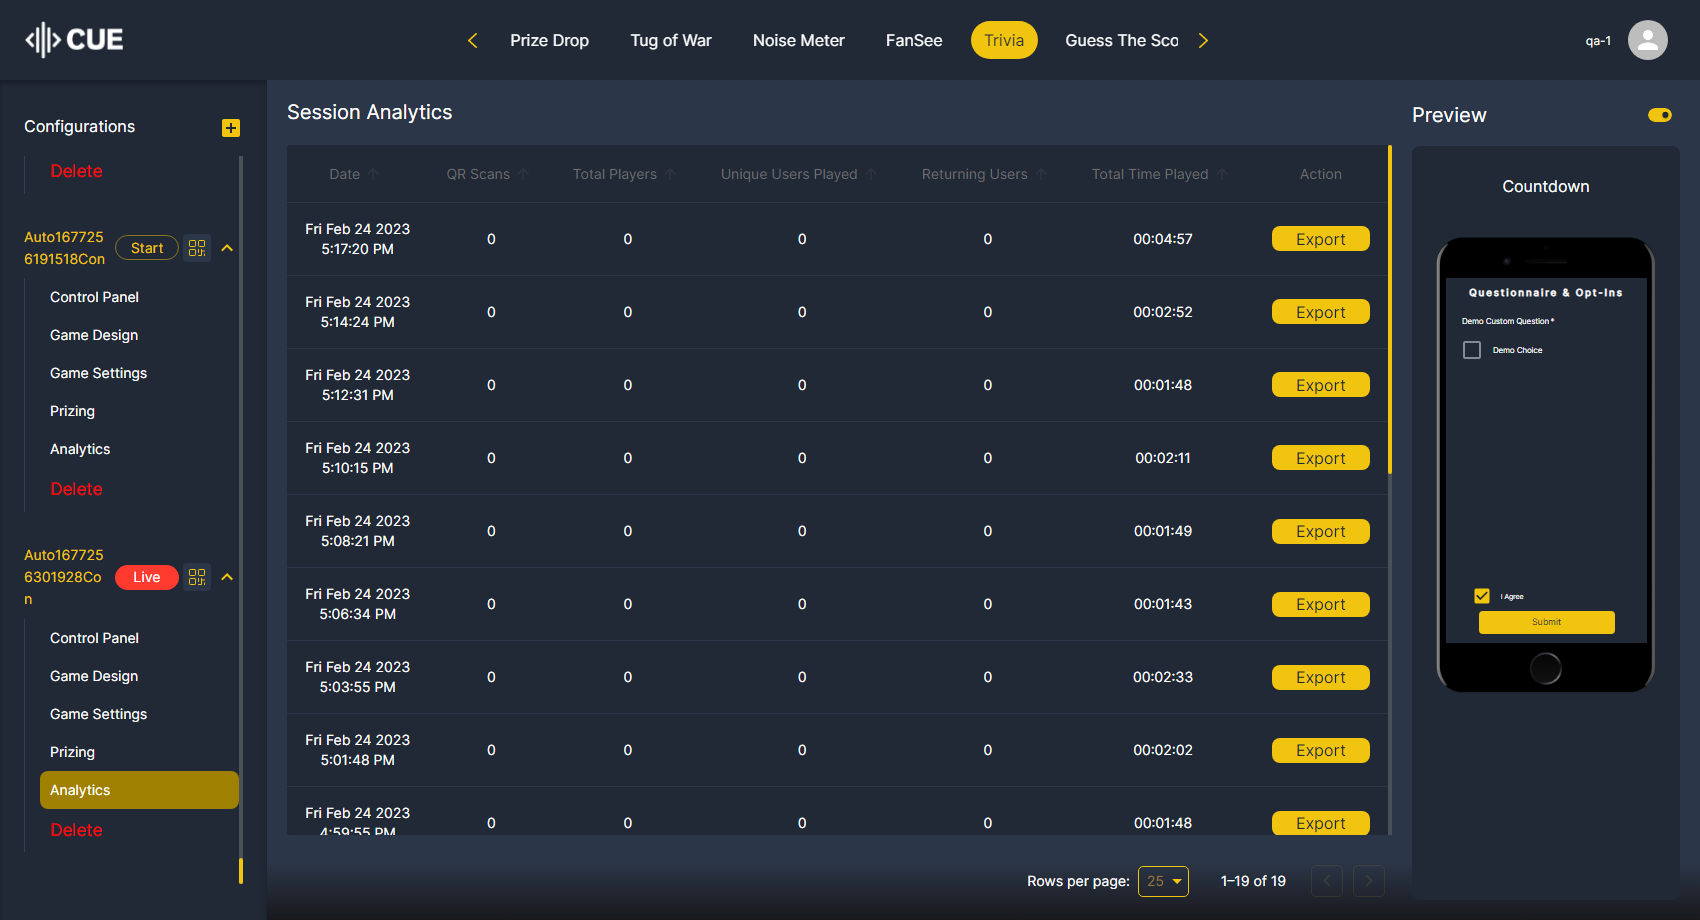 CUE
Prize Drop
Tug of War
Noise Meter
FanSee
Trivia
Guess The Sco
qa-1
Configurations
Delete
Auto167725
6191518Con
Start
Control Panel
Game Design
Game Settings
Prizing
Analytics
Delete
Auto167725
6301928Co
n
Live
Control Panel
Game Design
Game Settings
Prizing
Analytics
Delete
Session Analytics
Date QR Scans Total Players Unique Users Played Returning Users Total Time Played Action
Fri Feb 24 2023
5:17:20 PM
0 0 0 0 00:04:57 Export
Fri Feb 24 2023
5:14:24 PM
0 0 0 0 00:02:52 Export
Fri Feb 24 2023
5:12:31 PM
0 0 0 0 00:01:48 Export
Fri Feb 24 2023
5:10:15 PM
0 0 0 0 00:02:11 Export
Fri Feb 24 2023
5:08:21 PM
0 0 0 0 00:01:49 Export
Fri Feb 24 2023
5:06:34 PM
0 0 0 0 00:01:43 Export
Fri Feb 24 2023
5:03:55 PM
0 0 0 0 00:02:33 Export
Fri Feb 24 2023
5:01:48 PM
0 0 0 0 00:02:02 Export
Fri Feb 24 2023
4:59:55 PM
0 0 0 0 00:01:48 Export
Rows per page: 25 1–19 of 19
Preview
Countdown
Questionnaire & Opt-Ins
Demo Custom Question *
Demo Choice
I Agree
Submit